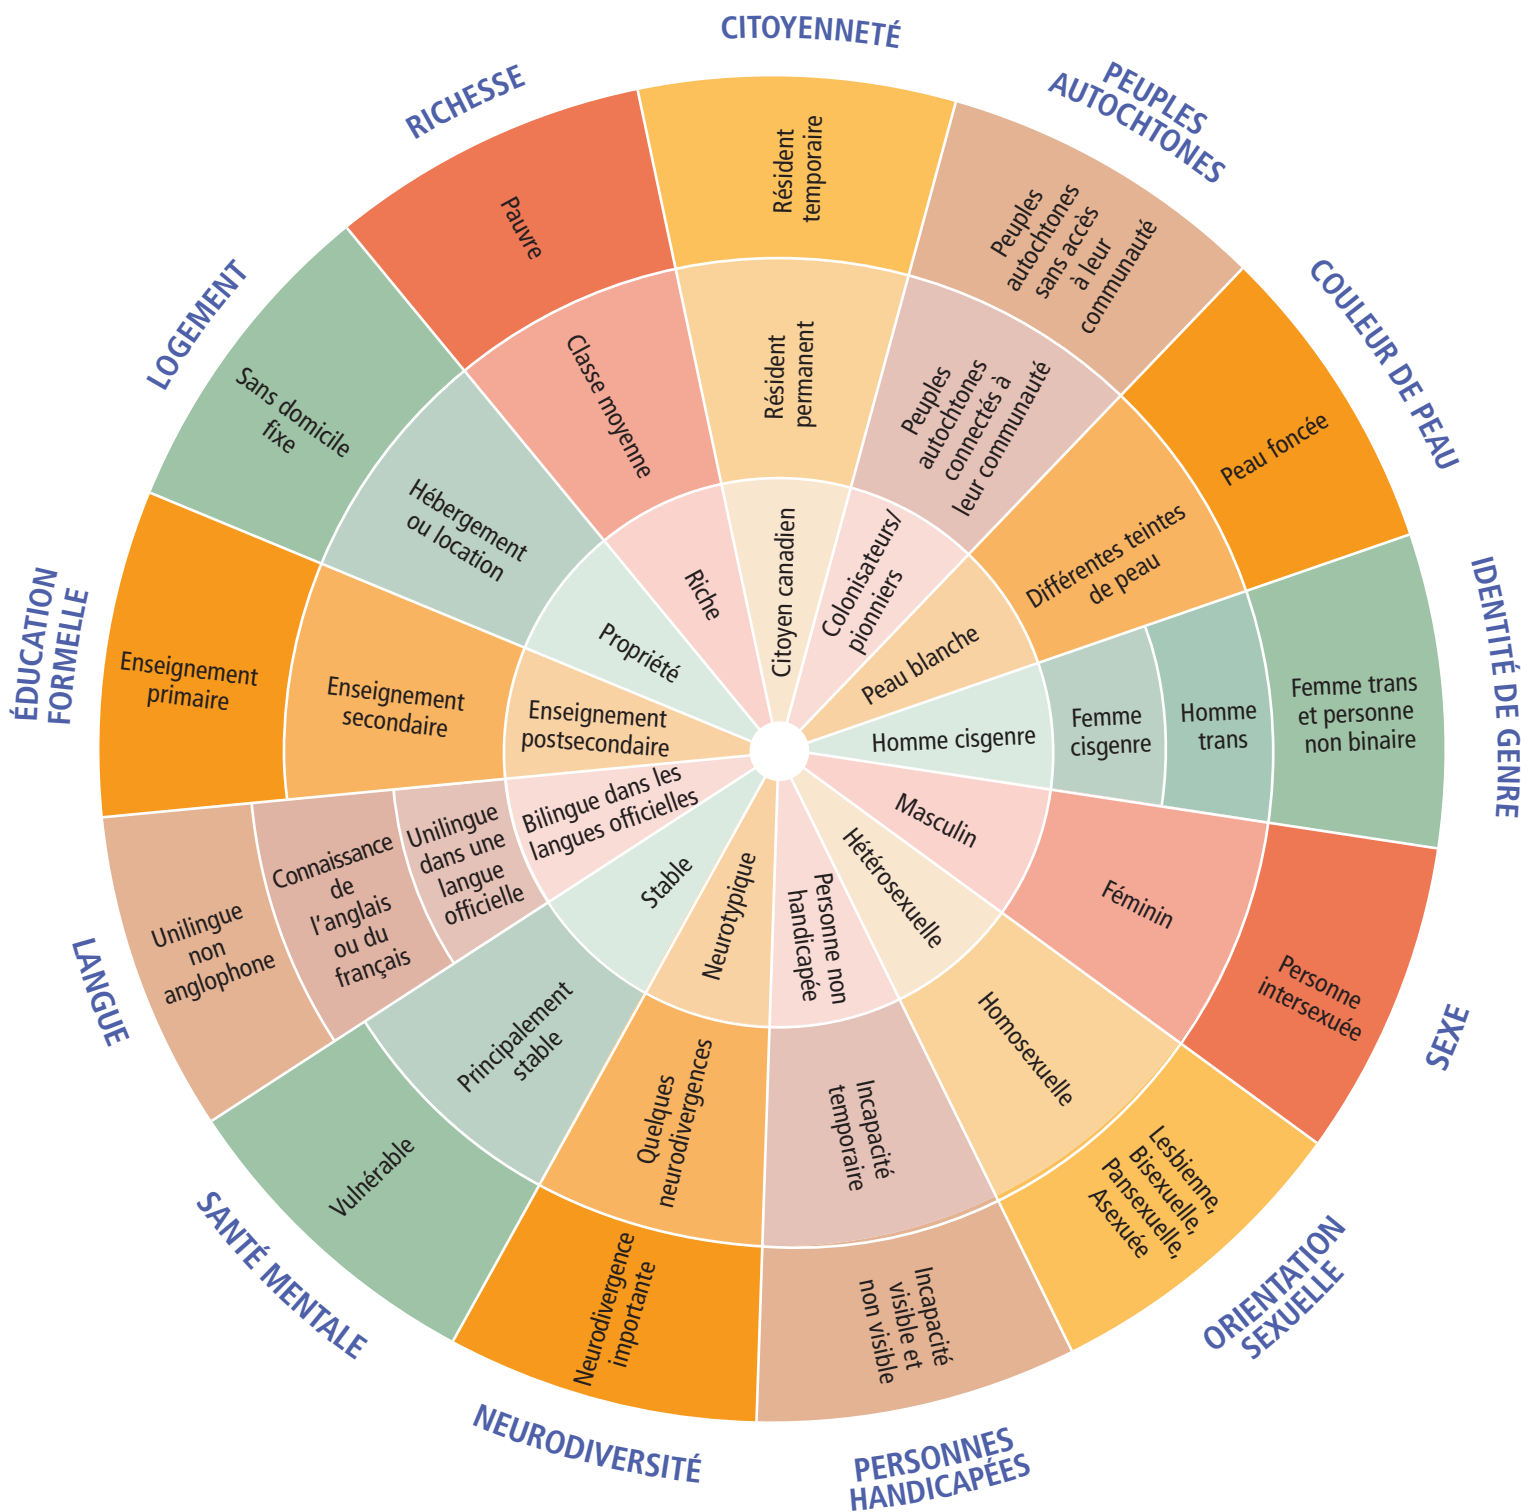 CITOYENNETÉ
Résident
temporaire
Résident
permanent
Citoyen canadien
PEUPLES
AUTOCHTONES
Peuples
autochtones
sans accès
à leur
communauté
Peuples
autochtones
connectés à
leur communauté
Colonisateurs/
pionniers
COULEUR DE PEAU
Peau foncée
Différentes teintes
de peau
Peau blanche
IDENTITÉ DE GENRE
Femme trans
et personne
non binaire
Homme
trans
Femme
cisgenre
Homme cisgenre
SEXE
Personne
intersexuée
Féminin
Masculin
ORIENTATION
SEXUELLE
Lesbienne,
Bisexuelle,
Pansexuelle,
Asexuée
Homosexuelle
Hétérosexuelle
PERSONNES
HANDICAPÉES
Incapacité
visible et
non visible
Incapacité
temporaire
Personne non
handicapée
NEURODIVERSITÉ
Neurodivergence
importante
Quelques
neurodivergences
Neurotypique
SANTÉ MENTALE
Vulnérable
Principalement
stable
Stable
LANGUE
Unilingue
non
anglophone
Connaissance
de
l'anglais
ou du
français
Unilingue
dans une
langue
officielle
Bilingue dans les
langues officielles
ÉDUCATION
FORMELLE
Enseignement
primaire
Enseignement
secondaire
Enseignement
postsecondaire
LOGEMENT
Sans domicile
fixe
Hébergement
ou location
Propriété
RICHESSE
Pauvre
Classe moyenne
Riche